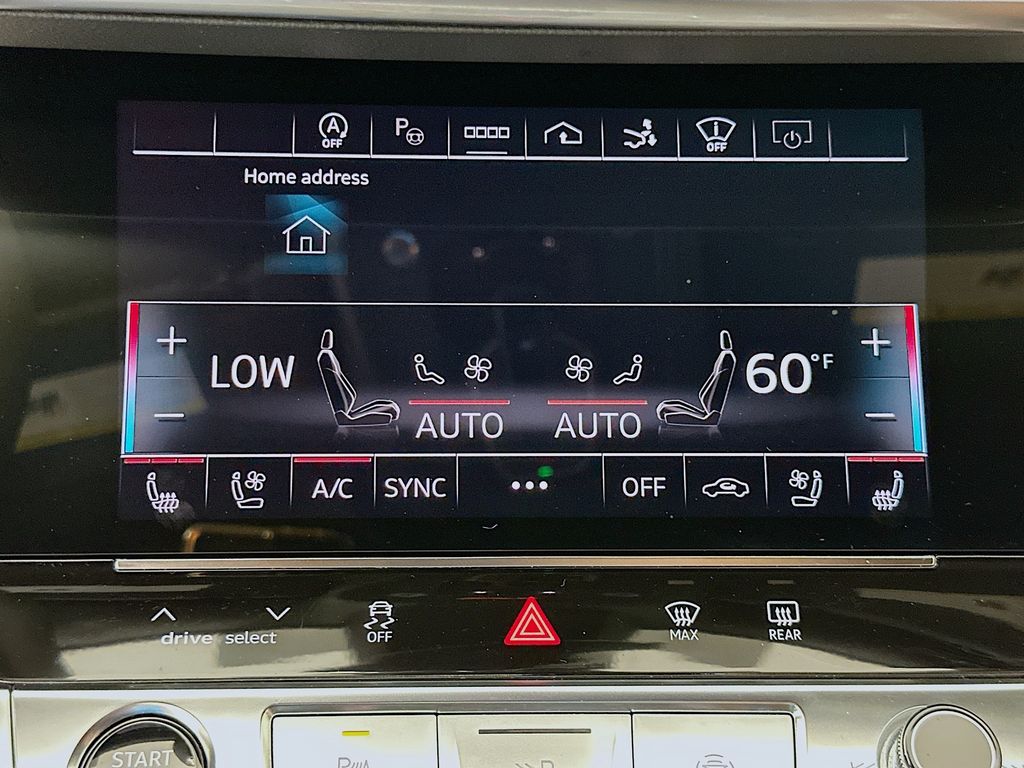 A
OFF
P
i
OFF
Home address
+
LOW
60°F
+
−
AUTO
AUTO
−
A/C
SYNC
...
OFF
drive select
OFF
MAX
REAR
START
P
P